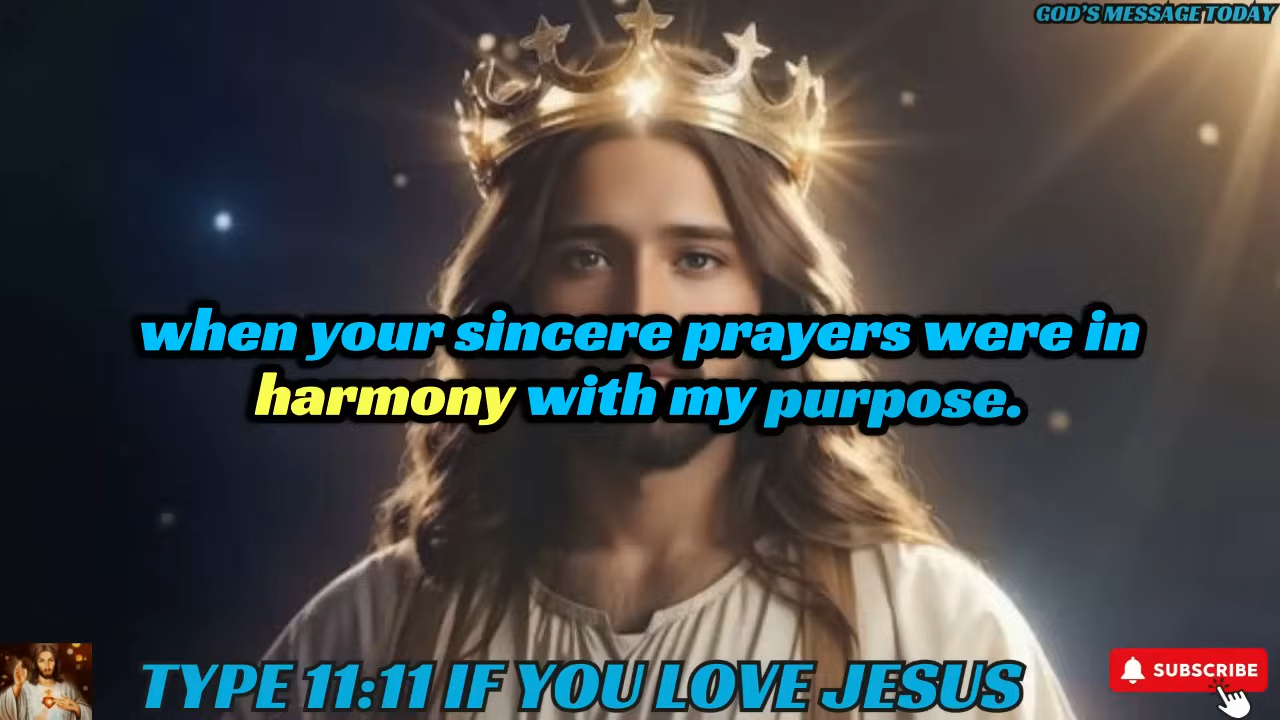 GOD'S MESSAGE TODAY
when your sincere prayers were in
harmony with my purpose.
TYPE 11:11 IF YOU LOVE JESUS
SUBSCRIBE